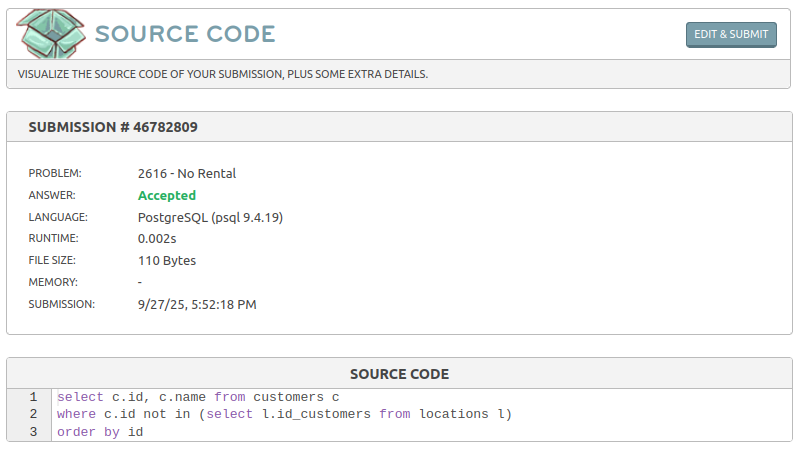 SOURCE CODE
EDIT & SUBMIT
VISUALIZE THE SOURCE CODE OF YOUR SUBMISSION, PLUS SOME EXTRA DETAILS.
SUBMISSION # 46782809
PROBLEM: 2616 - No Rental
ANSWER: Accepted
LANGUAGE: PostgreSQL (psql 9.4.19)
RUNTIME: 0.002s
FILE SIZE: 110 Bytes
MEMORY: -
SUBMISSION: 9/27/25, 5:52:18 PM
SOURCE CODE
1 select c.id, c.name from customers c
2 where c.id not in (select l.id_customers from locations l)
3 order by id